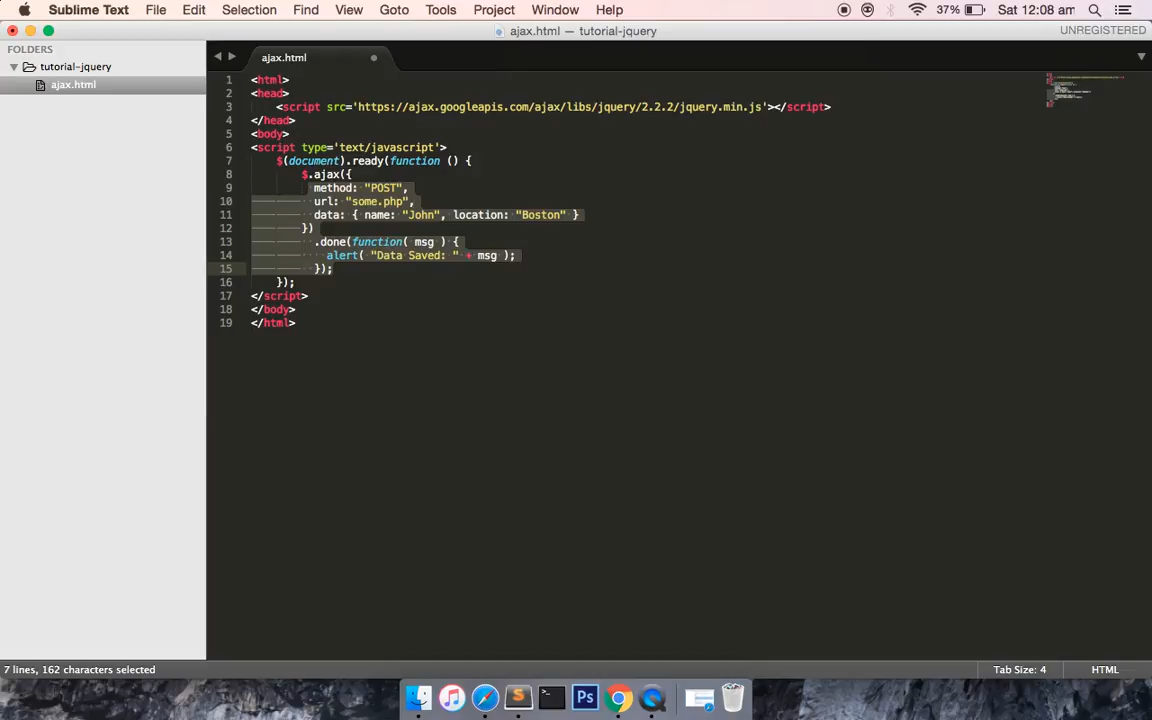 Sublime Text File Edit Selection Find View Goto Tools Project Window Help 37% Sat 12:08 am
ajax.html — tutorial-jquery UNREGISTERED
FOLDERS
tutorial-jquery
ajax.html
ajax.html
1 <html>
2 <head>
3 <script src='https://ajax.googleapis.com/ajax/libs/jquery/2.2.2/jquery.min.js'></script>
4 </head>
5 <body>
6 <script type='text/javascript'>
7 $(document).ready(function () {
8 $.ajax({
9 method: "POST",
10 url: "some.php",
11 data: { name: "John", location: "Boston" }
12 })
13 .done(function( msg ) {
14 alert( "Data Saved: " + msg );
15 });
16 });
17 </script>
18 </body>
19 </html>
7 lines, 162 characters selected Tab Size: 4 HTML
Ps